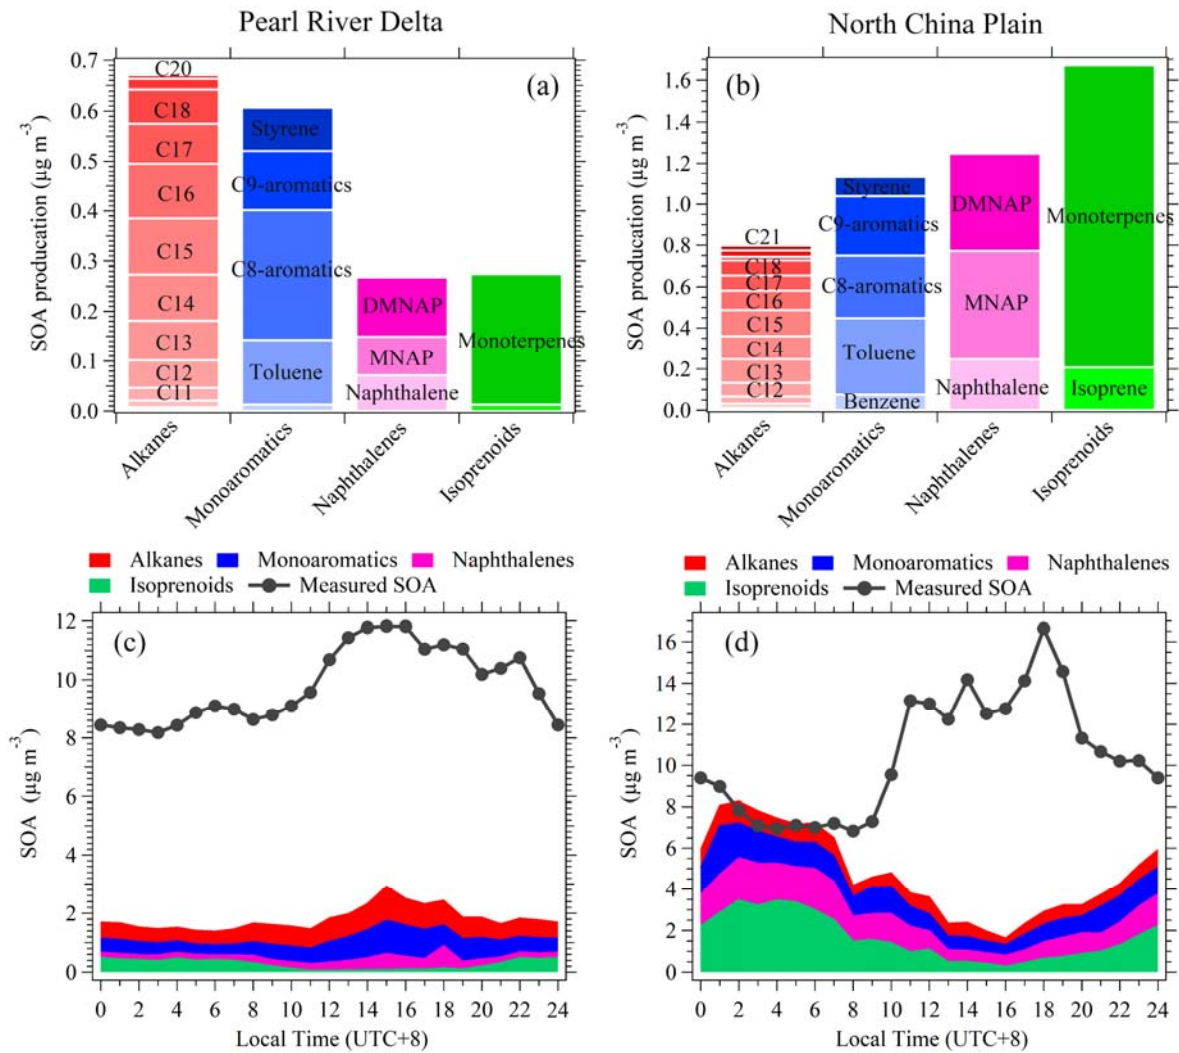 Pearl River Delta
North China Plain
(a)
SOA producation (µg m⁻³)
0.7
0.6
0.5
0.4
0.3
0.2
0.1
0.0
C20
C18
C17
C16
C15
C14
C13
C12
C11
Styrene
C9-aromatics
C8-aromatics
Toluene
DMNAP
MNAP
Naphthalene
Monoterpenes
Alkanes
Monoaromatics
Naphthalenes
Isoprenoids
(b)
SOA production (µg m⁻³)
1.6
1.4
1.2
1.0
0.8
0.6
0.4
0.2
0.0
C21
C18
C17
C16
C15
C14
C13
C12
Styrene
C9-aromatics
C8-aromatics
Toluene
Benzene
DMNAP
MNAP
Naphthalene
Monoterpenes
Isoprene
Alkanes
Monoaromatics
Naphthalenes
Isoprenoids
Alkanes Monoaromatics Naphthalenes
Isoprenoids Measured SOA
(c)
SOA (µg m⁻³)
12
10
8
6
4
2
0
0 2 4 6 8 10 12 14 16 18 20 22 24
Local Time (UTC+8)
Alkanes Monoaromatics Naphthalenes
Isoprenoids Measured SOA
(d)
SOA (µg m⁻³)
16
14
12
10
8
6
4
2
0
0 2 4 6 8 10 12 14 16 18 20 22 24
Local Time (UTC+8)